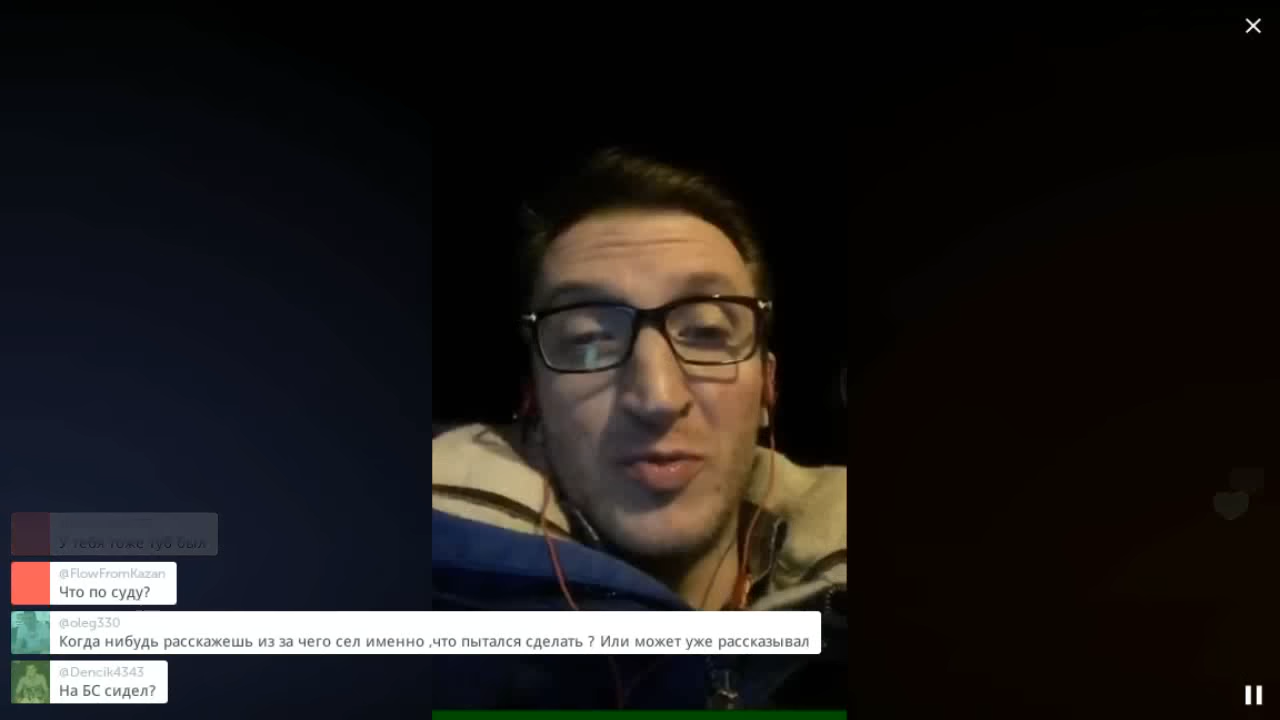 У тебя тоже туб был
@FlowFromKazan
Что по суду?
@oleg330
Когда нибудь расскажешь из за чего сел именно ,что пытался сделать ? Или может уже рассказывал
@Dencik4343
На БС сидел?